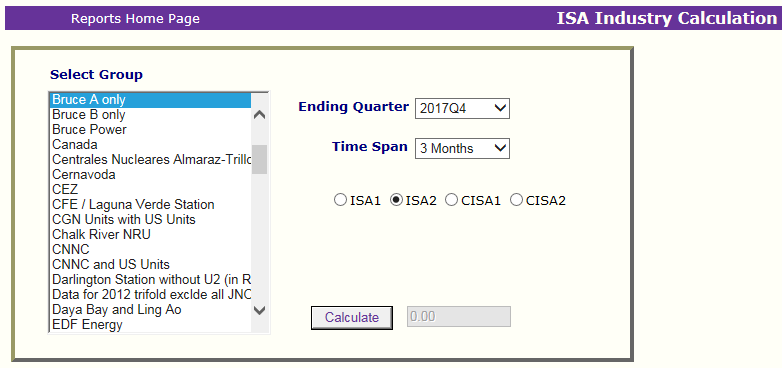 Reports Home Page
ISA Industry Calculation
Select Group
Bruce A only
Bruce B only
Bruce Power
Canada
Centrales Nucleares Almaraz-Trillo
Cernavoda
CEZ
CFE / Laguna Verde Station
CGN Units with US Units
Chalk River NRU
CNNC
CNNC and US Units
Darlington Station without U2 (in R
Data for 2012 trifold exclde all JNC
Daya Bay and Ling Ao
EDF Energy
Ending Quarter 2017Q4
Time Span 3 Months
ISA1 ISA2 CISA1 CISA2
Calculate 0.00